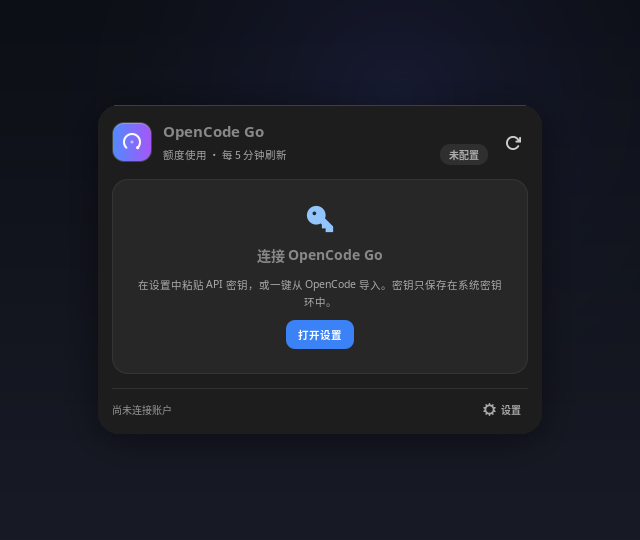 OpenCode Go
额度使用 · 每 5 分钟刷新
未配置
连接 OpenCode Go
在设置中粘贴 API 密钥，或一键从 OpenCode 导入。密钥只保存在系统密钥
环中。
打开设置
尚未连接账户
设置